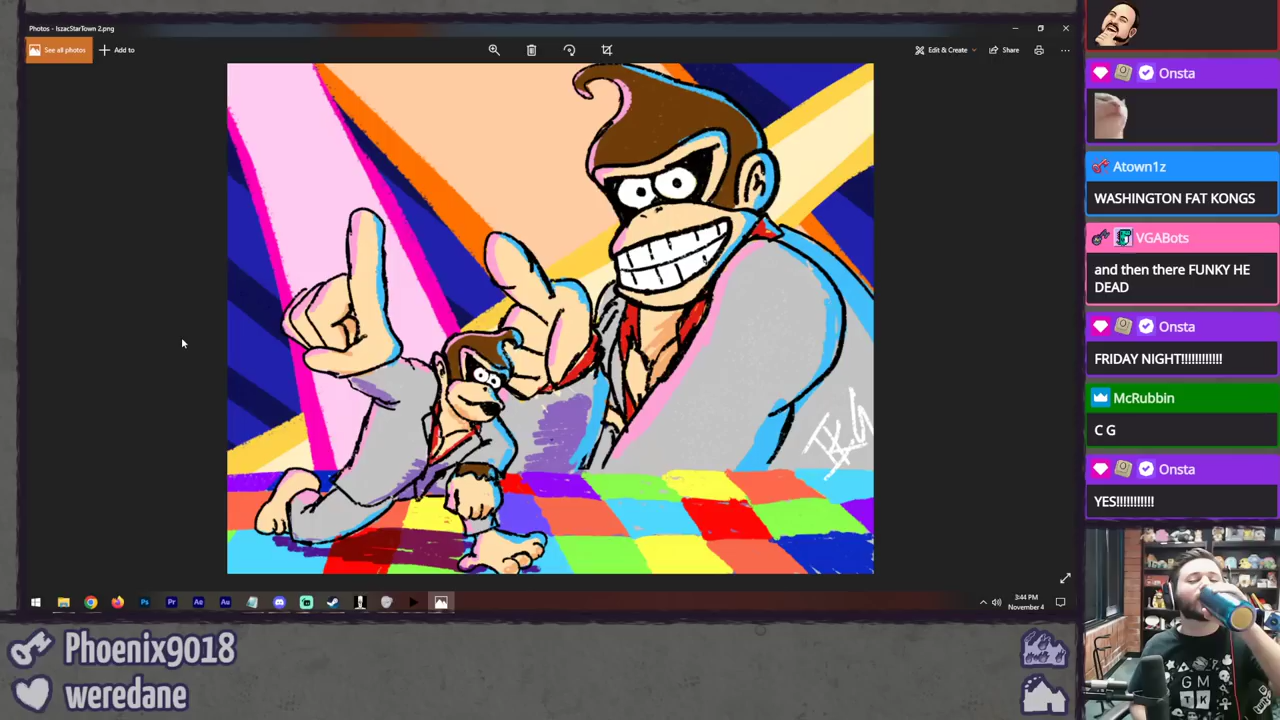 Photos - IszacStarTown 2.png
See all photos
Add to
Edit & Create
Share
Onsta
Atown1z
WASHINGTON FAT KONGS
VGABots
and then there FUNKY HE
DEAD
Onsta
FRIDAY NIGHT!!!!!!!!!!!!
McRubbin
C G
Onsta
YES!!!!!!!!!!!
3:44 PM
November 4
Phoenix9018
weredane
G M
T K